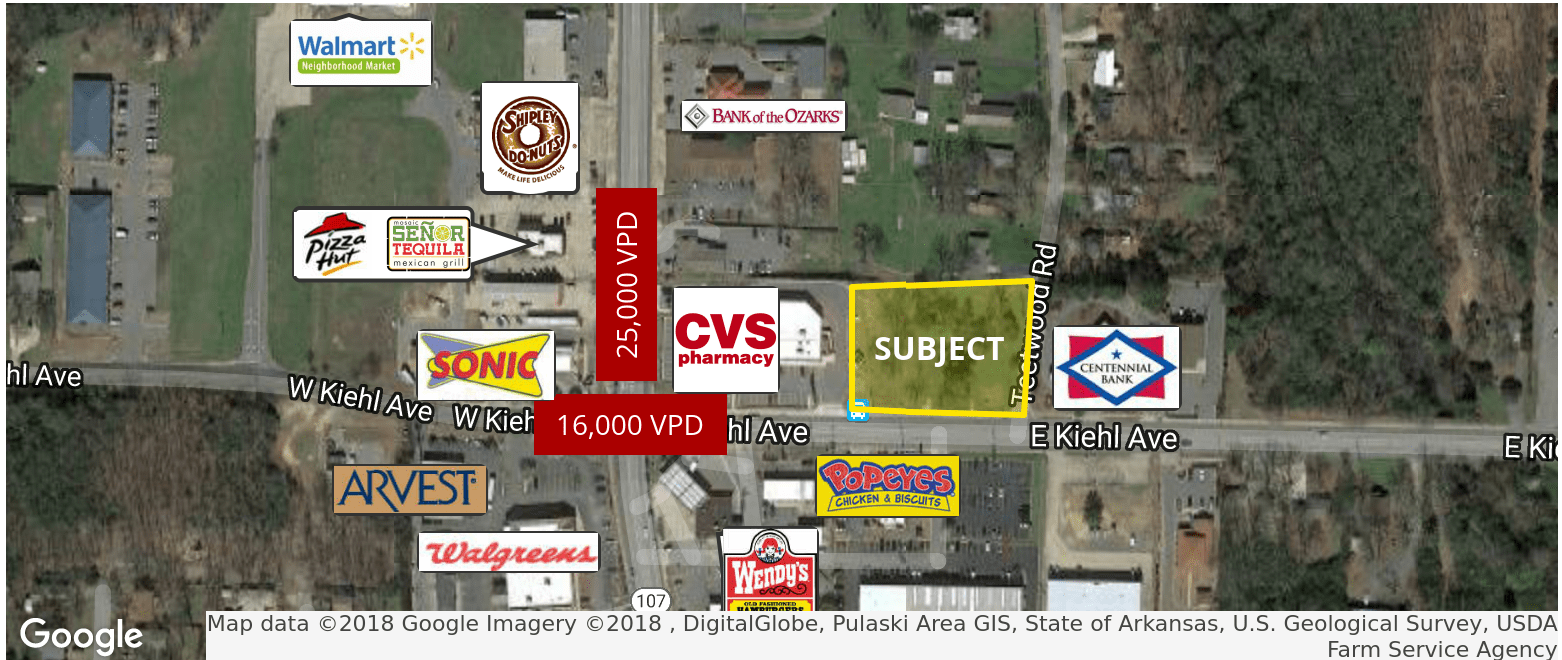 Walmart
Neighborhood Market
SHIPLEY
DO-NUTS
MAKE LIFE DELICIOUS
BANK of the OZARKS
Pizza
Hut
mosaic
SEÑOR
TEQUILA
mexican grill
25,000 VPD
CVS
pharmacy
SUBJECT
Trootwood Rd
CENTENNIAL
BANK
SONIC
hl Ave
W Kiehl Ave
W Kieh
16,000 VPD
hl Ave
E Kiehl Ave
E Kie
ARVEST
POPEYES
CHICKEN & BISCUITS
Walgreens
WENDY'S
OLD FASHIONED
HAMBURGERS
107
Google
Map data ©2018 Google Imagery ©2018 , DigitalGlobe, Pulaski Area GIS, State of Arkansas, U.S. Geological Survey, USDA
Farm Service Agency